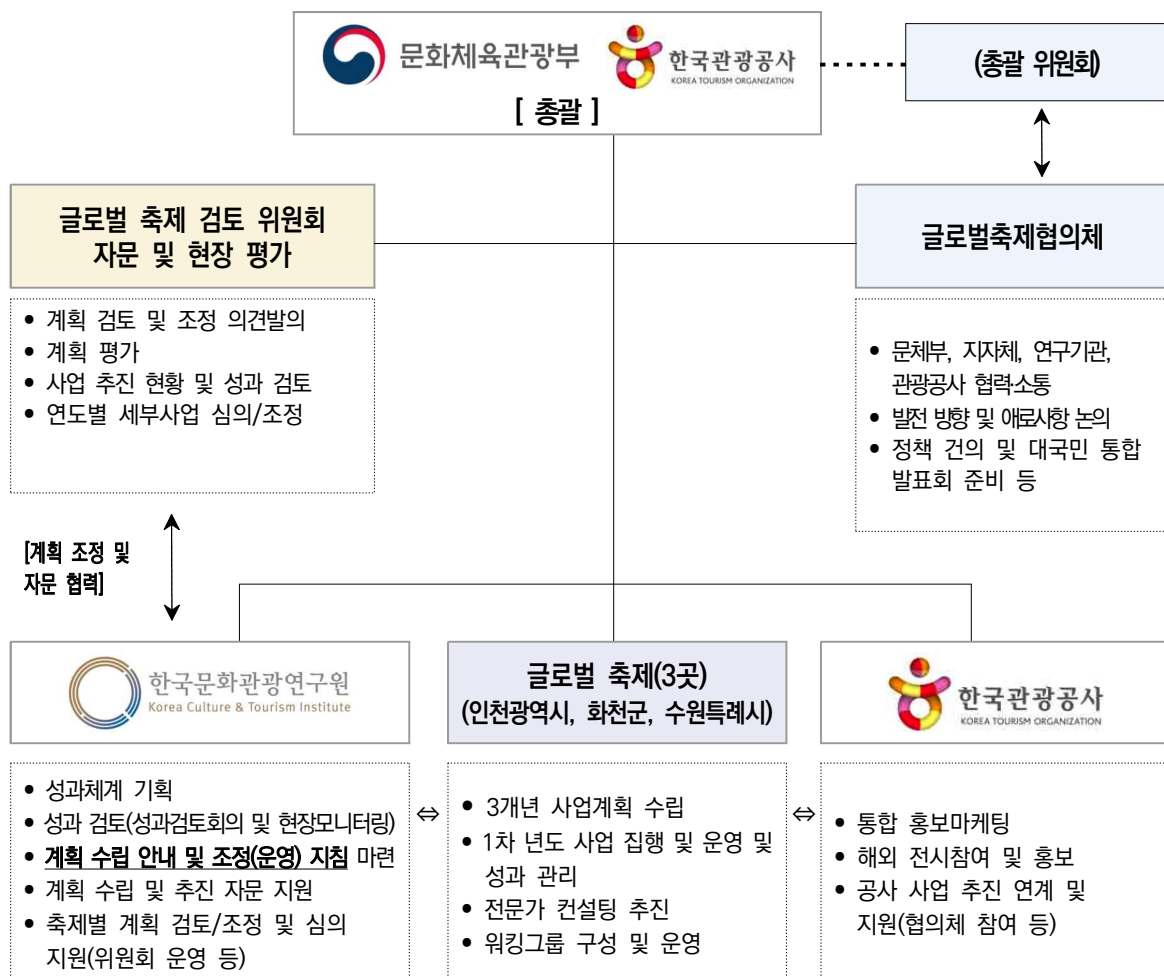 문화체육관광부
한국관광공사
KOREA TOURISM ORGANIZATION
[ 총괄 ]
(총괄 위원회)
글로벌 축제 검토 위원회
자문 및 현장 평가
글로벌축제협의체
• 계획 검토 및 조정 의견발의
• 계획 평가
• 사업 추진 현황 및 성과 검토
• 연도별 세부사업 심의/조정
• 문체부, 지자체, 연구기관,
관광공사 협력·소통
• 발전 방향 및 애로사항 논의
• 정책 건의 및 대국민 통합
발표회 준비 등
[계획 조정 및
자문 협력]
한국문화관광연구원
Korea Culture & Tourism Institute
글로벌 축제(3곳)
(인천광역시, 화천군, 수원특례시)
한국관광공사
KOREA TOURISM ORGANIZATION
• 성과체계 기획
• 성과 검토(성과검토회의 및 현장모니터링)
• 계획 수립 안내 및 조정(운영) 지침 마련
• 계획 수립 및 추진 자문 지원
• 축제별 계획 검토/조정 및 심의
지원(위원회 운영 등)
⇔
• 3개년 사업계획 수립
• 1차 년도 사업 집행 및 운영 및
성과 관리
• 전문가 컨설팅 추진
• 워킹그룹 구성 및 운영
⇔
• 통합 홍보마케팅
• 해외 전시참여 및 홍보
• 공사 사업 추진 연계 및
지원(협의체 참여 등)